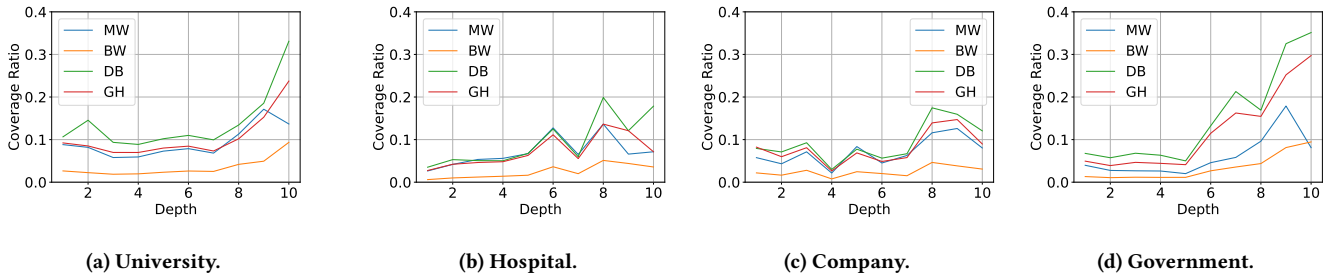 0.4
0.3
0.2
0.1
0.0
Coverage Ratio
MW
BW
DB
GH
2 4 6 8 10
Depth
(a) University.
0.4
0.3
0.2
0.1
0.0
Coverage Ratio
MW
BW
DB
GH
2 4 6 8 10
Depth
(b) Hospital.
0.4
0.3
0.2
0.1
0.0
Coverage Ratio
MW
BW
DB
GH
2 4 6 8 10
Depth
(c) Company.
0.4
0.3
0.2
0.1
0.0
Coverage Ratio
MW
BW
DB
GH
2 4 6 8 10
Depth
(d) Government.